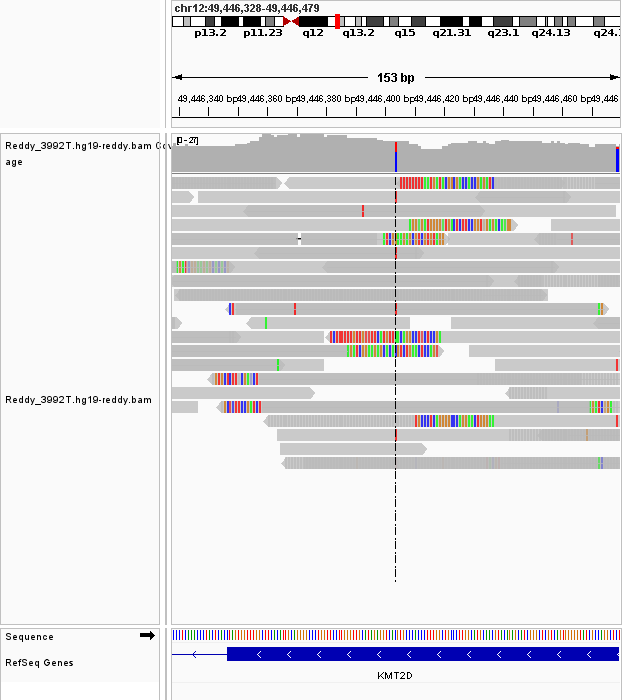 chr12:49,446,328-49,446,479
p13.2 p11.23 q12 q13.2 q15 q21.31 q23.1 q24.13 q24.
153 bp
49,446,340 bp 49,446,360 bp 49,446,380 bp 49,446,400 bp 49,446,420 bp 49,446,440 bp 49,446
Reddy_3992T.hg19-reddy.bam Cov
age
[0 - 27]
Reddy_3992T.hg19-reddy.bam
Sequence
RefSeq Genes
KMT2D